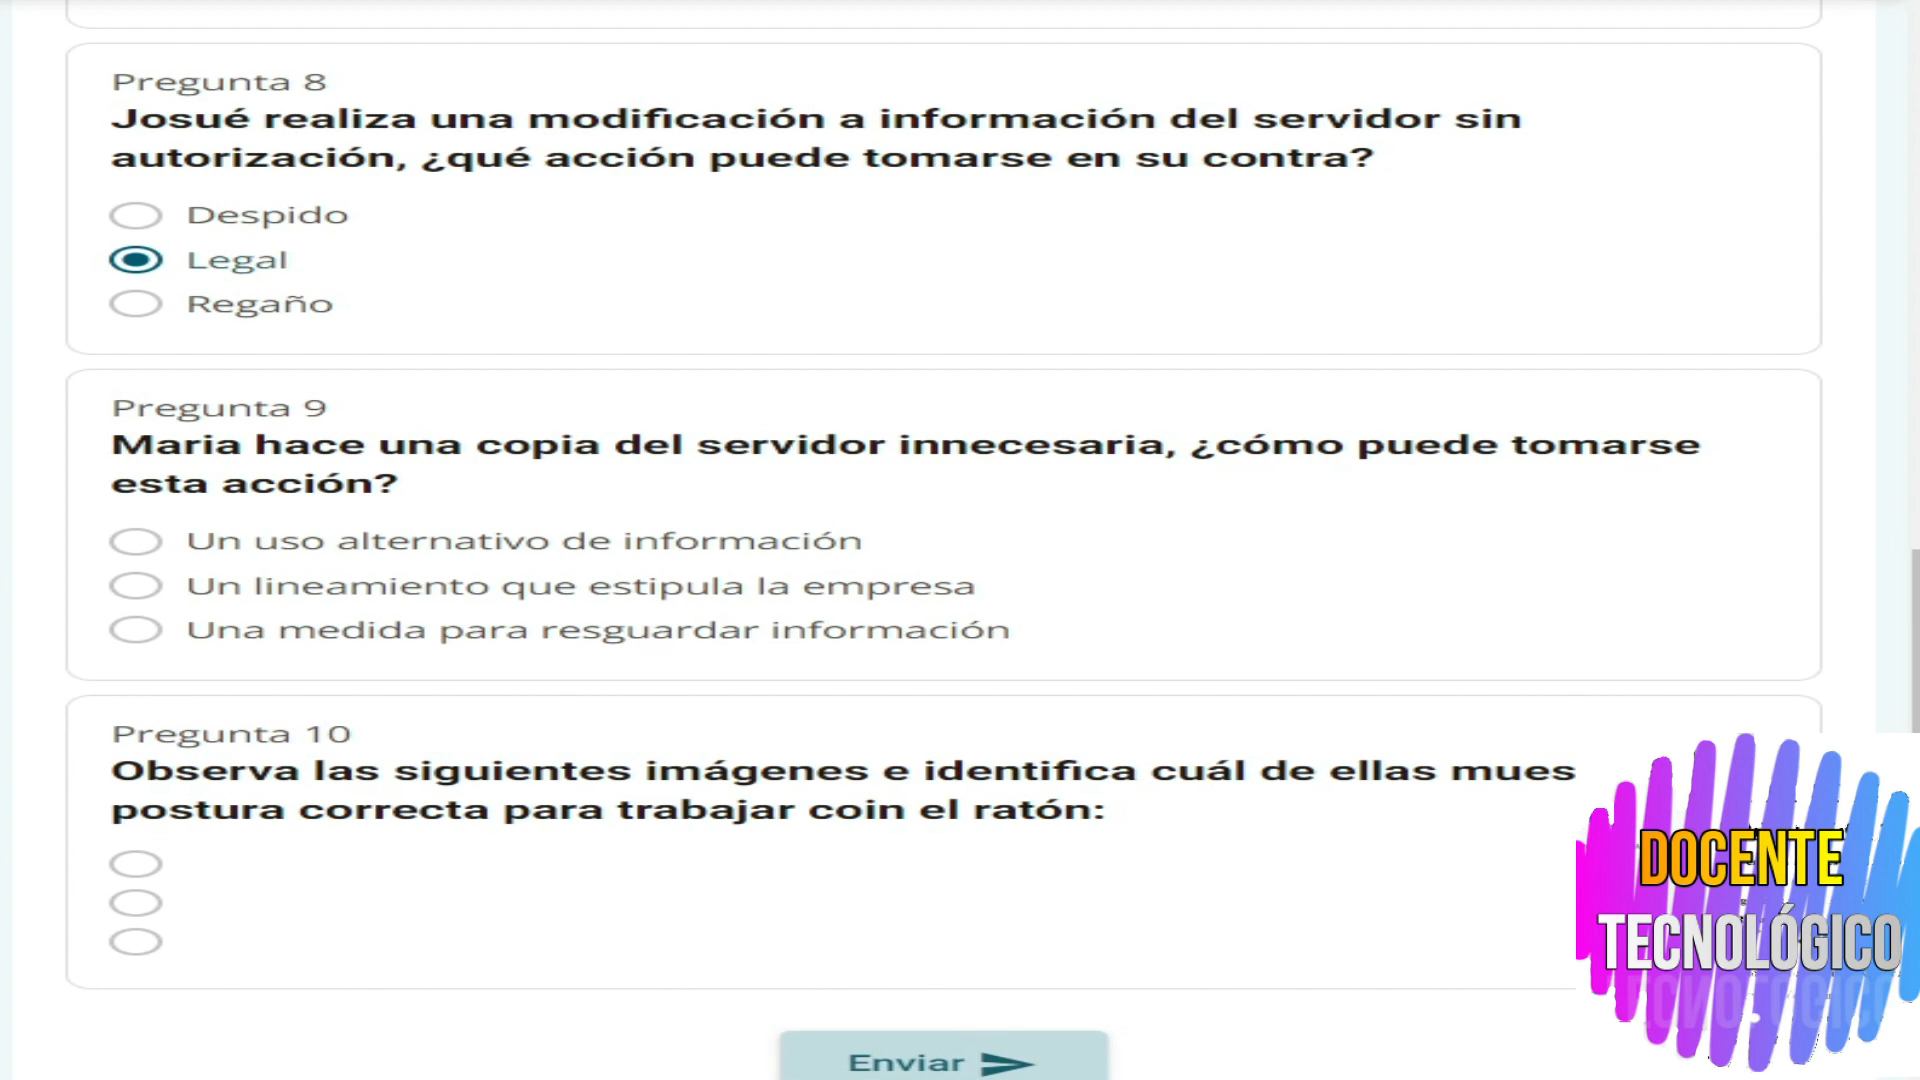 Pregunta 8
Josué realiza una modificación a información del servidor sin
autorización, ¿qué acción puede tomarse en su contra?
Despido
Legal
Regaño
Pregunta 9
Maria hace una copia del servidor innecesaria, ¿cómo puede tomarse
esta acción?
Un uso alternativo de información
Un lineamiento que estipula la empresa
Una medida para resguardar información
Pregunta 10
Observa las siguientes imágenes e identifica cuál de ellas mues
postura correcta para trabajar coin el ratón:
DOCENTE
TECNOLÓGICO
Enviar